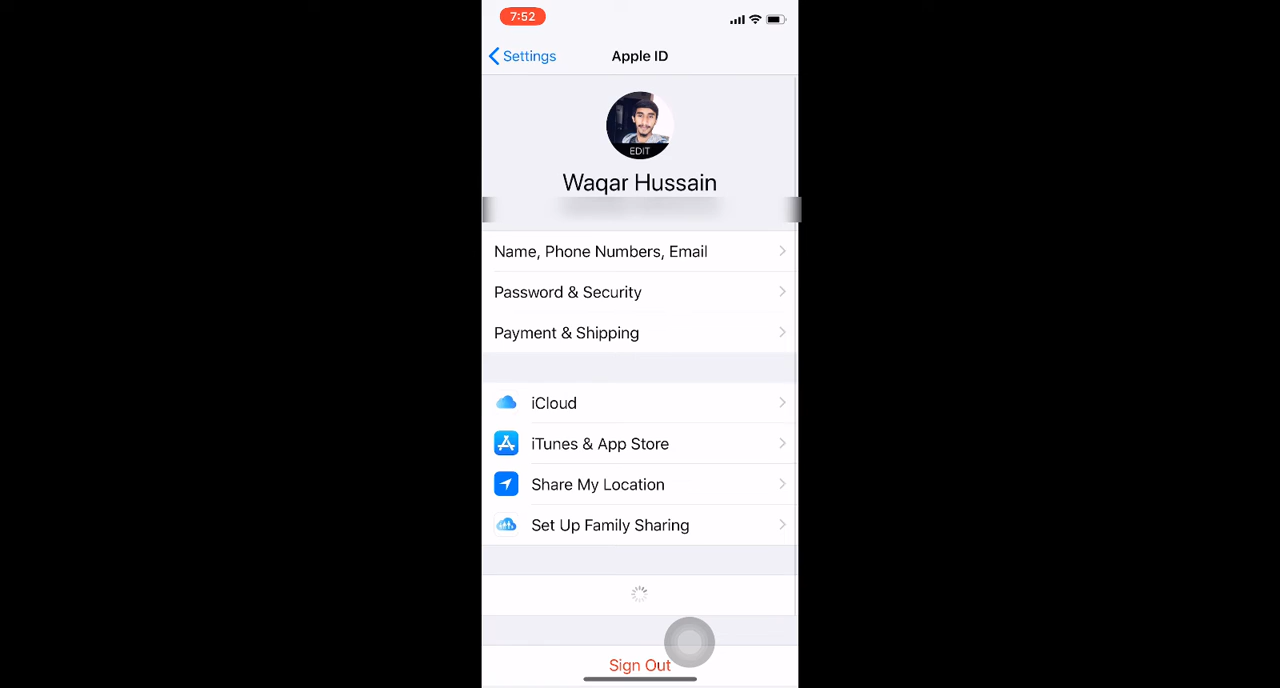 7:52
Settings
Apple ID
EDIT
Waqar Hussain
Name, Phone Numbers, Email
Password & Security
Payment & Shipping
iCloud
iTunes & App Store
Share My Location
Set Up Family Sharing
Sign Out